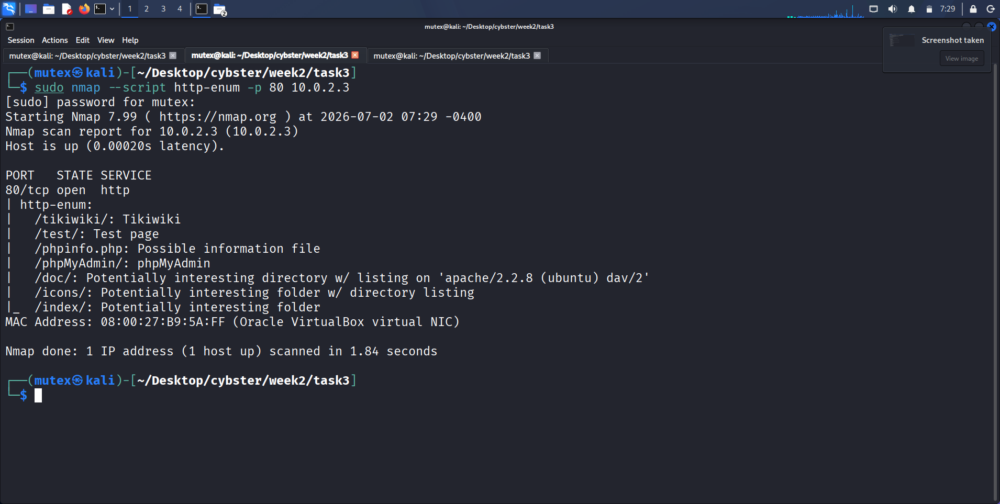 1 2 3 4 2 7:29
mutex@kali: ~/Desktop/cybster/week2/task3
Session Actions Edit View Help
Screenshot taken
View image
mutex@kali: ~/Desktop/cybster/week2/task3 mutex@kali: ~/Desktop/cybster/week2/task3 mutex@kali: ~/Desktop/cybster/week2/task3
┌──(mutex㉿kali)-[~/Desktop/cybster/week2/task3]
└─$ sudo nmap --script http-enum -p 80 10.0.2.3
[sudo] password for mutex:
Starting Nmap 7.99 ( https://nmap.org ) at 2026-07-02 07:29 -0400
Nmap scan report for 10.0.2.3 (10.0.2.3)
Host is up (0.00020s latency).
PORT   STATE SERVICE
80/tcp open  http
| http-enum:
|   /tikiwiki/: Tikiwiki
|   /test/: Test page
|   /phpinfo.php: Possible information file
|   /phpMyAdmin/: phpMyAdmin
|   /doc/: Potentially interesting directory w/ listing on 'apache/2.2.8 (ubuntu) dav/2'
|   /icons/: Potentially interesting folder w/ directory listing
|_  /index/: Potentially interesting folder
MAC Address: 08:00:27:B9:5A:FF (Oracle VirtualBox virtual NIC)
Nmap done: 1 IP address (1 host up) scanned in 1.84 seconds
┌──(mutex㉿kali)-[~/Desktop/cybster/week2/task3]
└─$